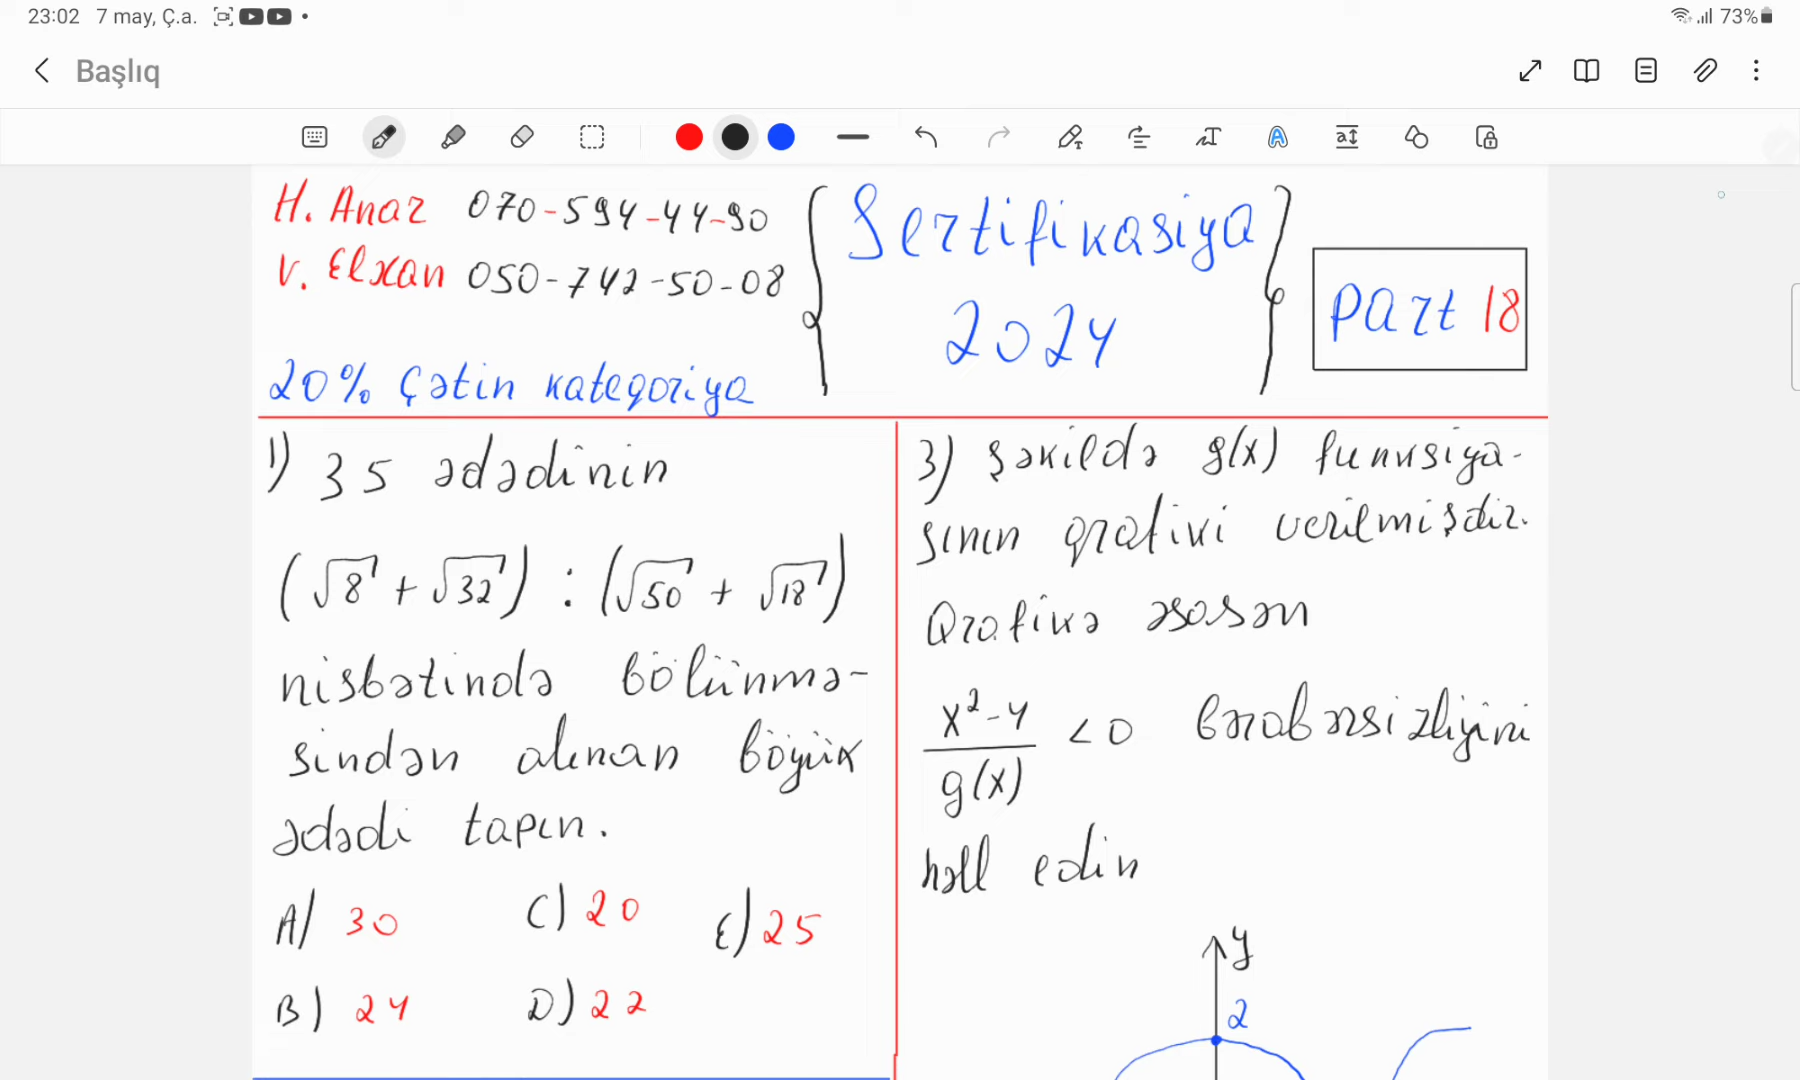 23:02 7 may, Ç.a.
73%
Başlıq
H. Anar 070-594-44-90
V. Elxan 050-742-50-08
20% Çətin kateqoriya
Sertifikasiya
2024
Part 18
1) 35 ədədinin
(√8 + √32) : (√50 + √18)
nisbətində bölünmə-
sindən alınan böyük
ədədi tapın.
A) 30 C) 20 E) 25
B) 24 D) 22
3) Şəkildə g(x) funksiya-
sının qrafiki verilmişdir.
Qrafikə əsasən
x²-4 / g(x) < 0 bərabərsizliyini
həll edin
y
2